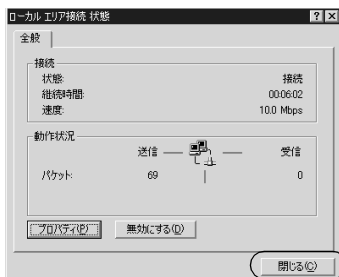 ローカル エリア接続 状態
全般
接続
状態: 接続
継続時間: 00:06:02
速度: 10.0 Mbps
動作状況
送信 受信
パケット: 69 0
プロパティ(P) 無効にする(D)
閉じる(C)